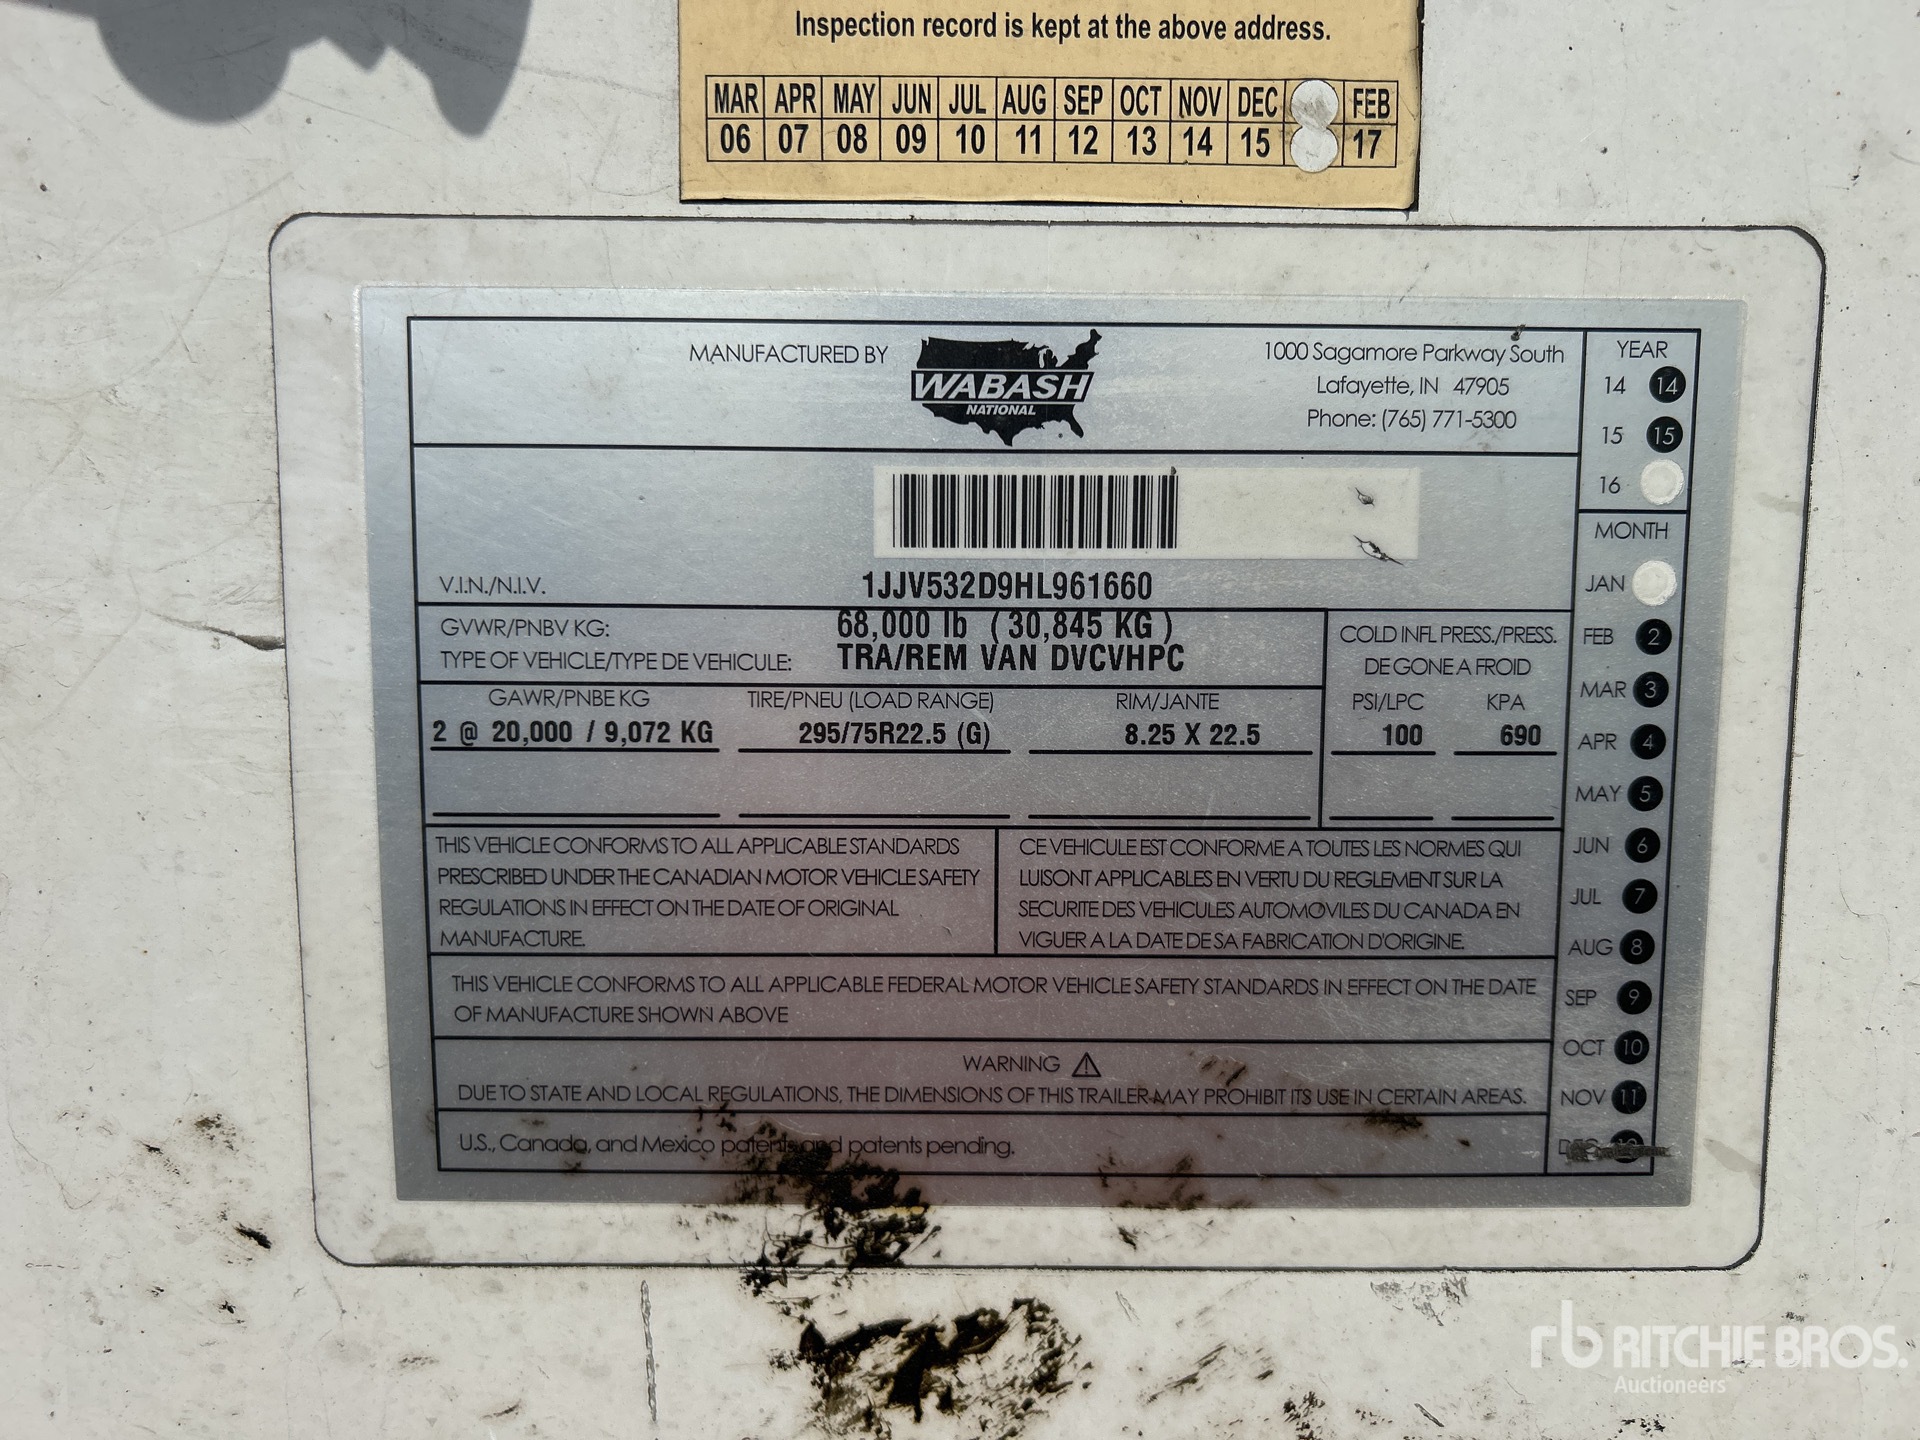 Inspection record is kept at the above address.
MAR APR MAY JUN JUL AUG SEP OCT NOV DEC FEB
06 07 08 09 10 11 12 13 14 15 17
MANUFACTURED BY
WABASH
NATIONAL
1000 Sagamore Parkway South
Lafayette, IN 47905
Phone: (765) 771-5300
V.I.N./N.I.V. 1JJV532D9HL961660
GVWR/PNBV KG: 68,000 lb (30,845 KG)
TYPE OF VEHICLE/TYPE DE VEHICULE: TRA/REM VAN DVCVHPC
COLD INFL PRESS./PRESS.
DE GONE A FROID
GAWR/PNBE KG TIRE/PNEU (LOAD RANGE) RIM/JANTE PSI/LPC KPA
2 @ 20,000 / 9,072 KG 295/75R22.5 (G) 8.25 X 22.5 100 690
THIS VEHICLE CONFORMS TO ALL APPLICABLE STANDARDS
PRESCRIBED UNDER THE CANADIAN MOTOR VEHICLE SAFETY
REGULATIONS IN EFFECT ON THE DATE OF ORIGINAL
MANUFACTURE.
CE VEHICULE EST CONFORME A TOUTES LES NORMES QUI
LUISONT APPLICABLES EN VERTU DU REGLEMENT SUR LA
SECURITE DES VEHICULES AUTOMOVILES DU CANADA EN
VIGUER A LA DATE DE SA FABRICATION D'ORIGINE.
THIS VEHICLE CONFORMS TO ALL APPLICABLE FEDERAL MOTOR VEHICLE SAFETY STANDARDS IN EFFECT ON THE DATE
OF MANUFACTURE SHOWN ABOVE
WARNING
DUE TO STATE AND LOCAL REGULATIONS, THE DIMENSIONS OF THIS TRAILER MAY PROHIBIT ITS USE IN CERTAIN AREAS.
U.S., Canada, and Mexico patents and patents pending.
YEAR
14 14
15 15
16
MONTH
JAN
FEB 2
MAR 3
APR 4
MAY 5
JUN 6
JUL 7
AUG 8
SEP 9
OCT 10
NOV 11
DEC 12
rb RITCHIE BROS.
Auctioneers